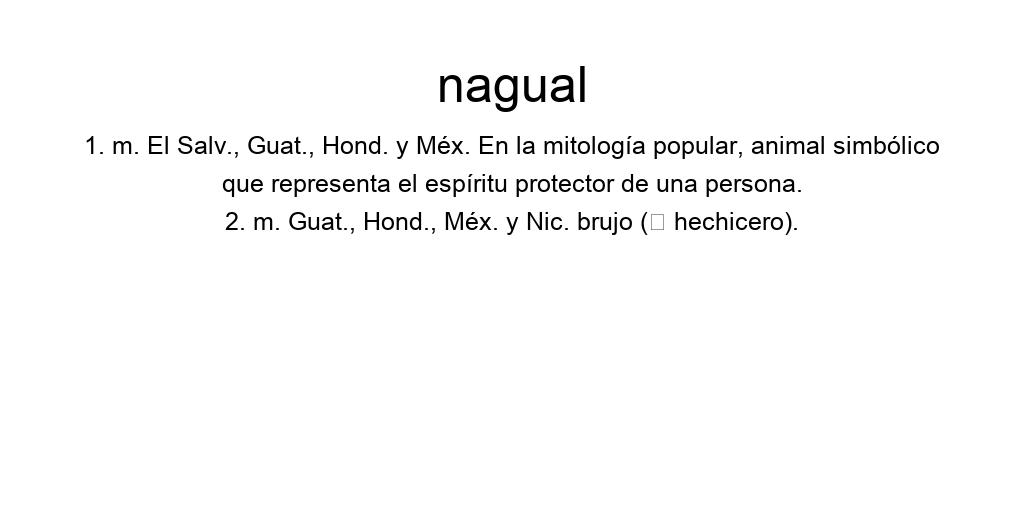 nagual
1. m. El Salv., Guat., Hond. y Méx. En la mitología popular, animal simbólico
que representa el espíritu protector de una persona.
2. m. Guat., Hond., Méx. y Nic. brujo (□ hechicero).